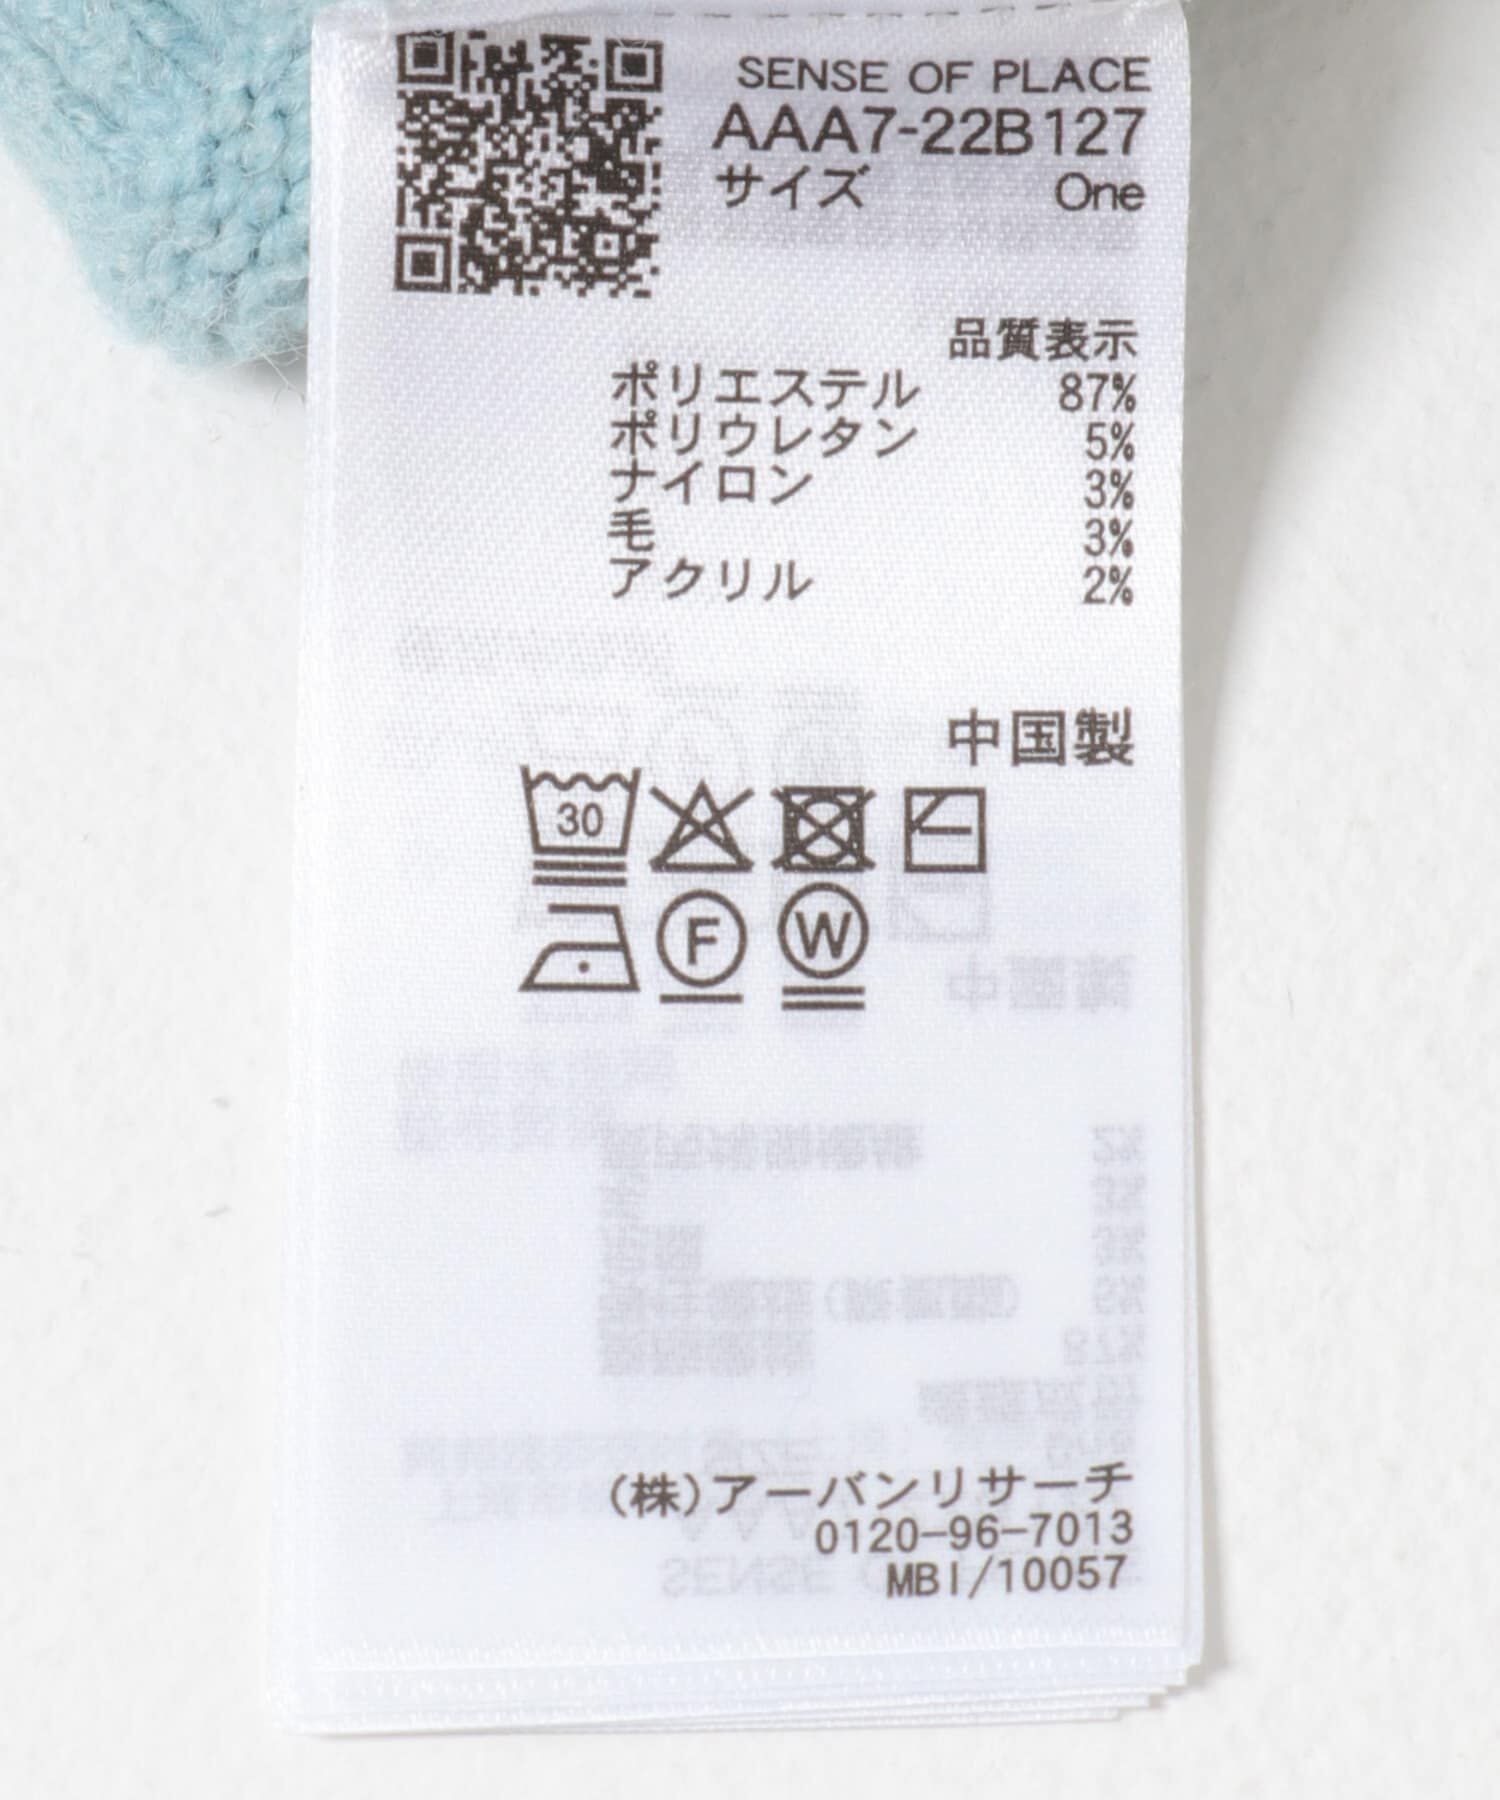 SENSE OF PLACE
AAA7-22B127
サイズ One
品質表示
ポリエステル 87%
ポリウレタン 5%
ナイロン 3%
毛 3%
アクリル 2%
中国製
30
F W
(株)アーバンリサーチ
0120-96-7013
MBI/10057